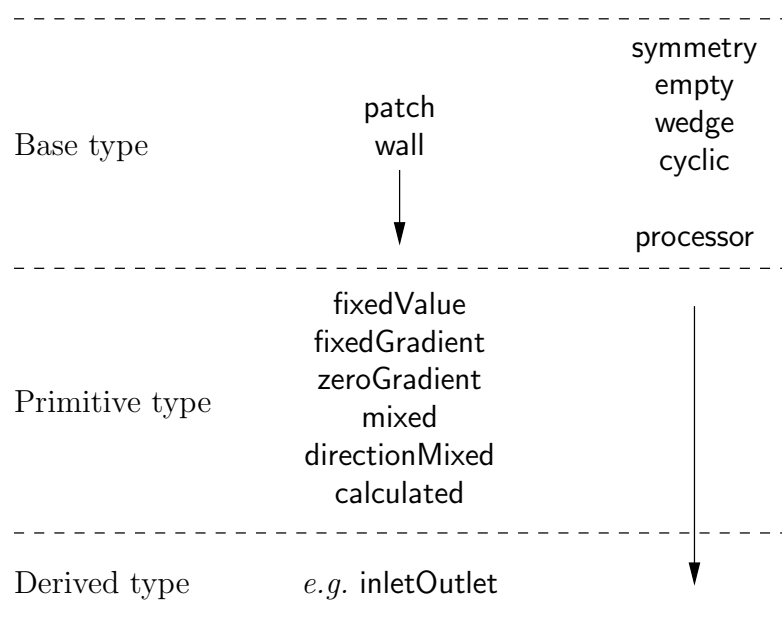 symmetry
empty
patch
wedge
Base type
wall
cyclic
processor
fixedValue
fixedGradient
zeroGradient
Primitive type
mixed
directionMixed
calculated
Derived type
e.g. inletOutlet